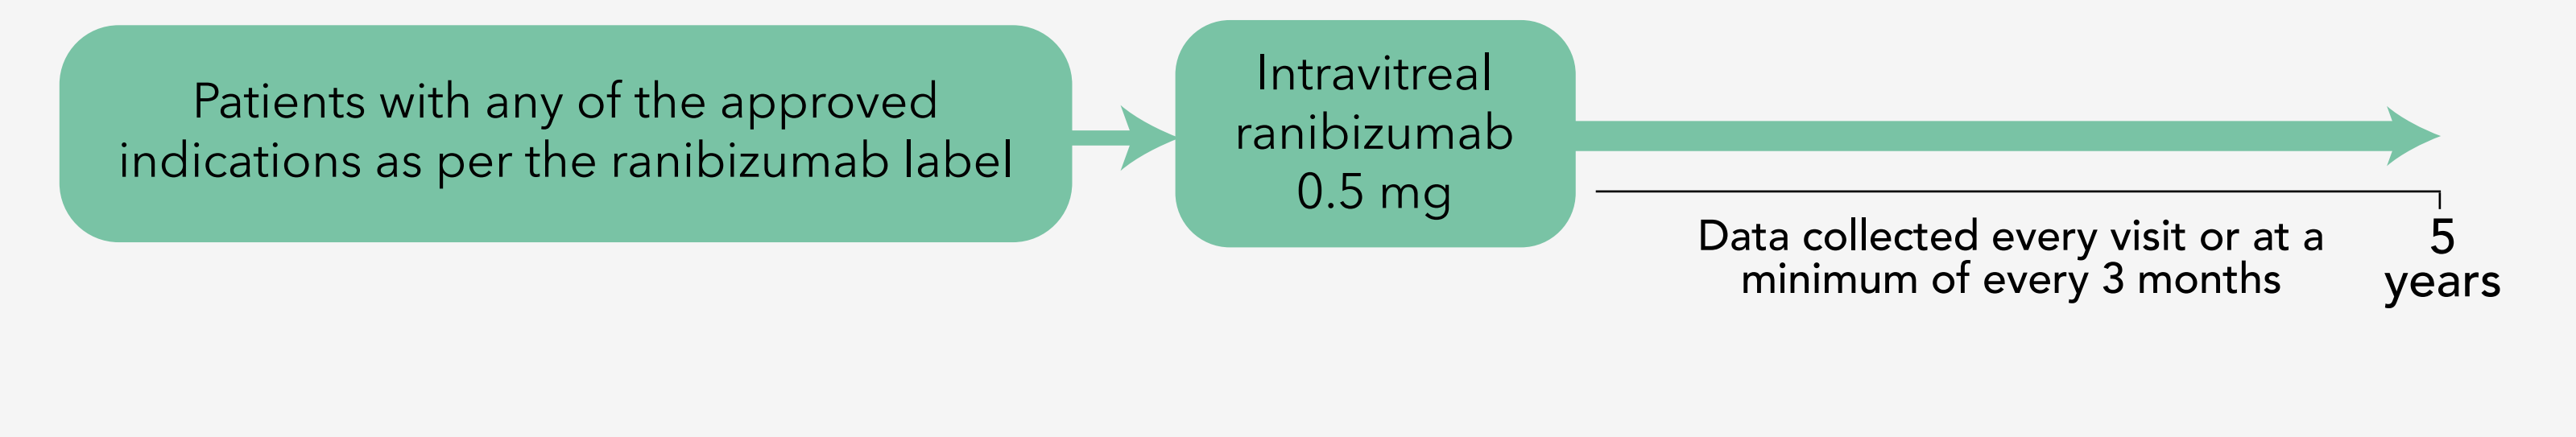 Patients with any of the approved
indications as per the ranibizumab label
Intravitreal
ranibizumab
0.5 mg
Data collected every visit or at a
minimum of every 3 months
5
years